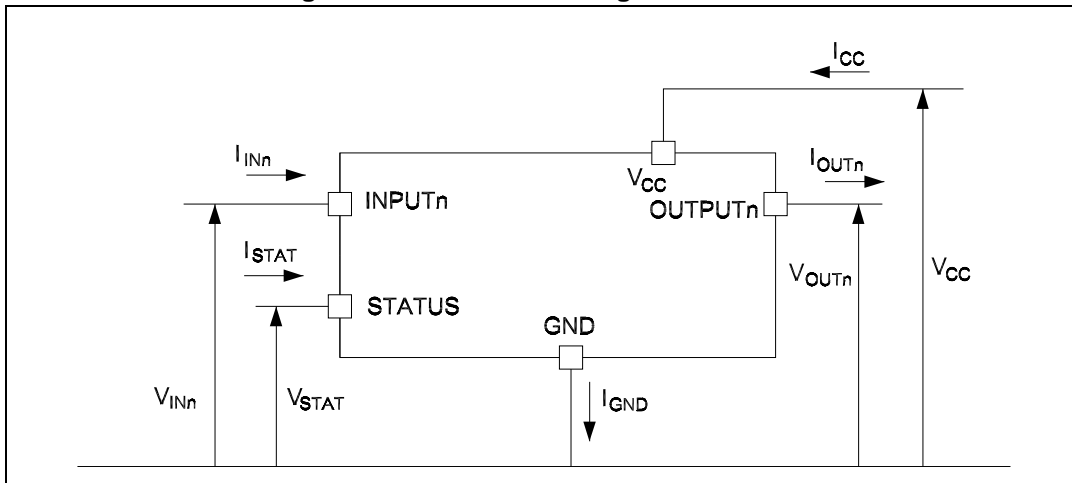 ICC
VCC
IINn
IOUTn
INPUTn
OUTPUTn
ISTAT
VOUTn
VCC
STATUS
GND
VINn
VSTAT
IGND